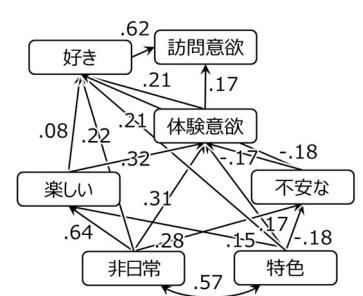 .62
訪問意欲
好き
.21
.17
.21
体験意欲
.08
.22
.32
-.17
-.18
楽しい
不安な
.31
.17
.64
.28
.15
-.18
非日常
特色
.57